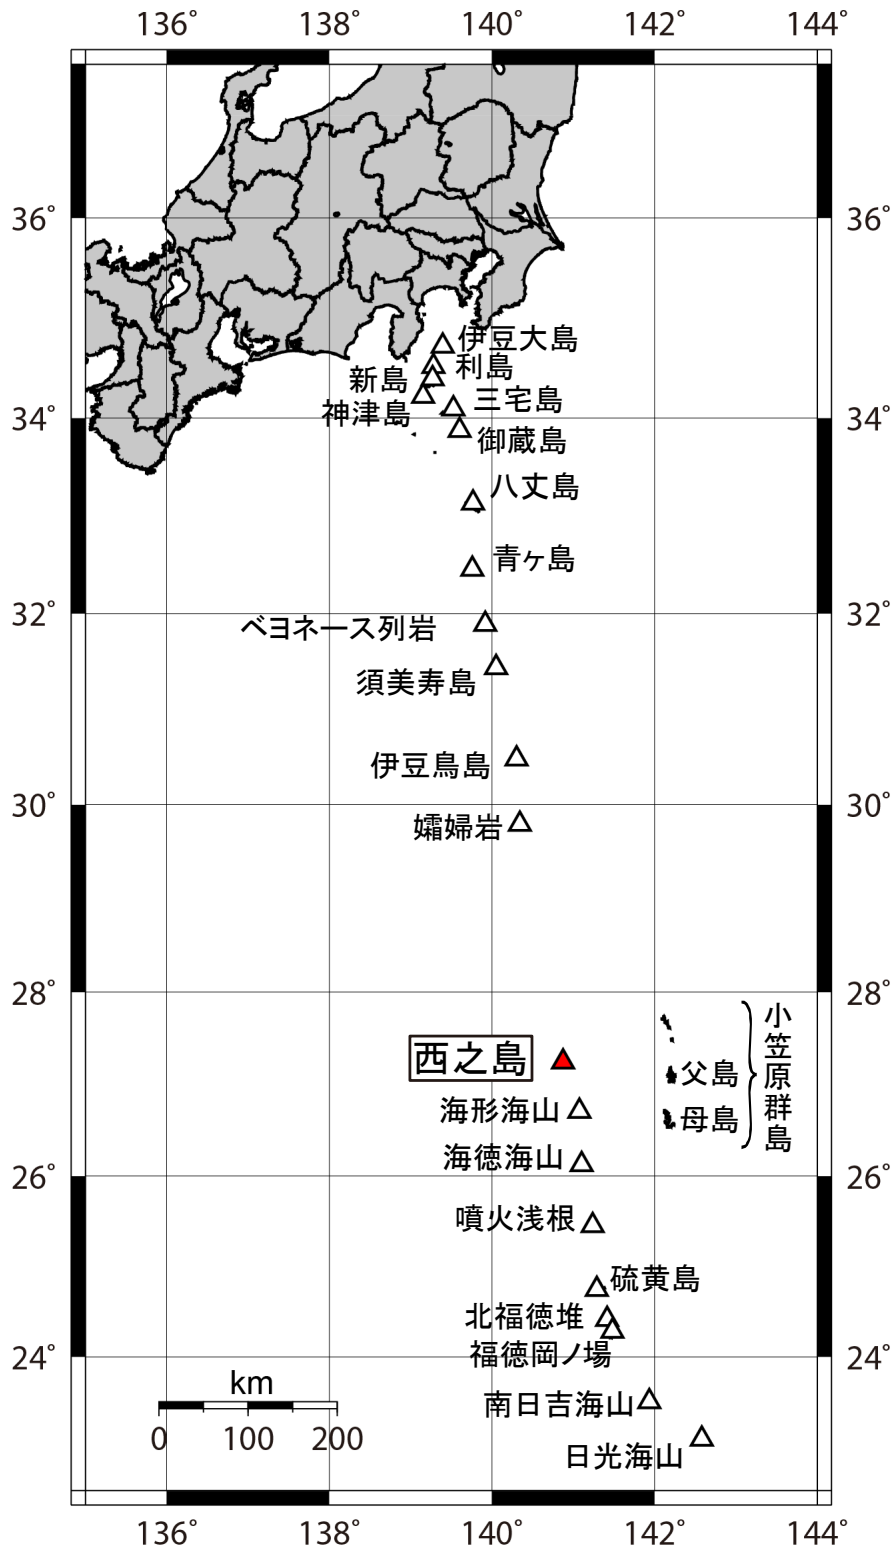 136° 138° 140° 142° 144°
36° 36°
伊豆大島
利島
新島
三宅島
神津島
34° 34°
御蔵島
八丈島
青ヶ島
32° 32°
ベヨネース列岩
須美寿島
伊豆鳥島
30° 30°
孀婦岩
28° 28°
小笠原群島
西之島
父島
海形海山
母島
海徳海山
26° 26°
噴火浅根
硫黄島
北福徳堆
福徳岡ノ場
24° 24°
km
南日吉海山
0 100 200
日光海山
136° 138° 140° 142° 144°